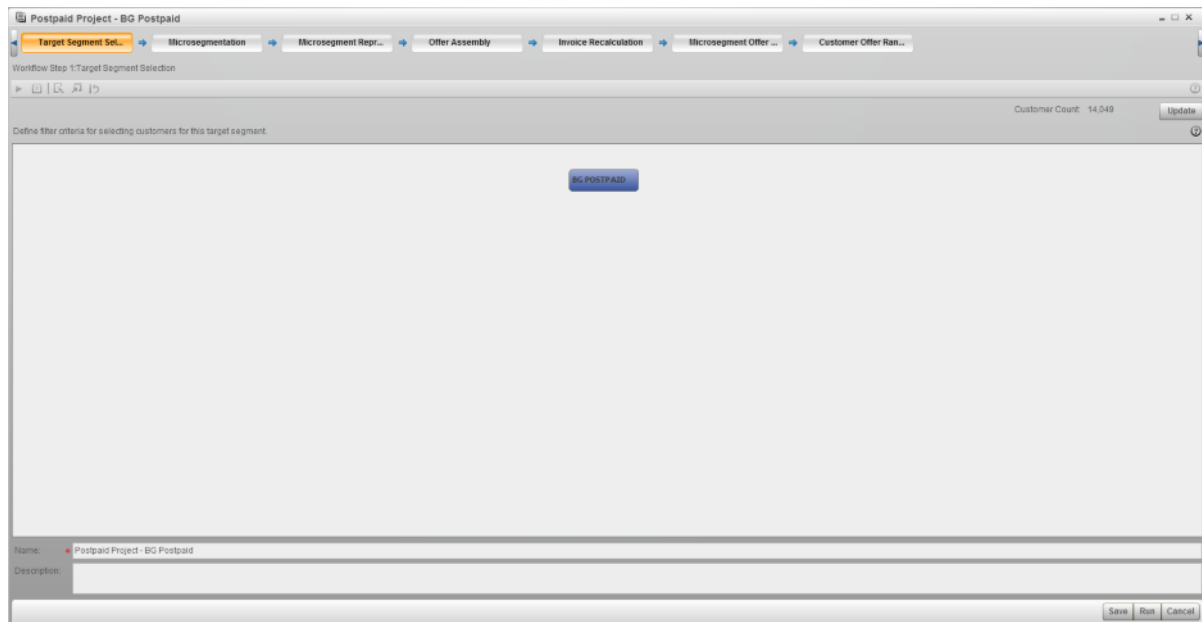 Postpaid Project - BG Postpaid
Target Segment Sel... Microsegmentation Microsegment Repr... Offer Assembly Invoice Recalculation Microsegment Offer ... Customer Offer Ran...
Workflow Step 1:Target Segment Selection
Customer Count: 14,049 Update
Define filter criteria for selecting customers for this target segment.
BG POSTPAID
Name: * Postpaid Project - BG Postpaid
Description:
Save Run Cancel